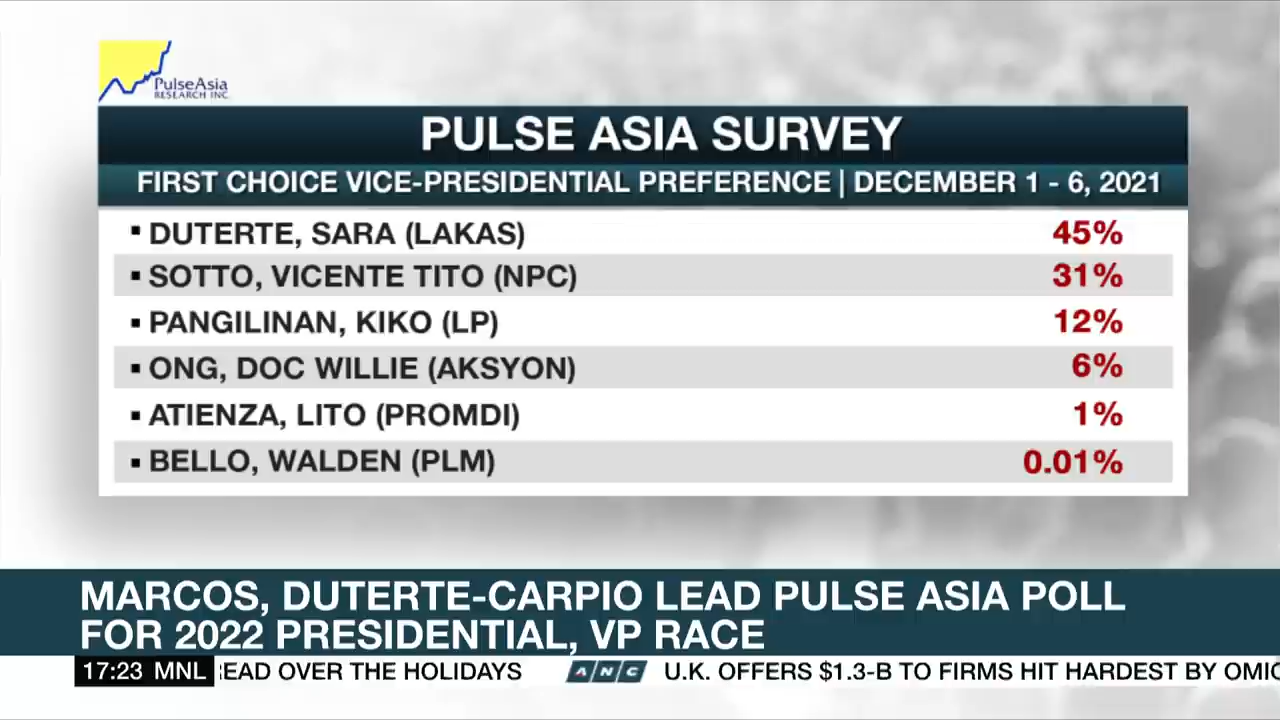 PulseAsia
RESEARCH INC.
PULSE ASIA SURVEY
FIRST CHOICE VICE-PRESIDENTIAL PREFERENCE | DECEMBER 1 - 6, 2021
▪ DUTERTE, SARA (LAKAS) 45%
▪ SOTTO, VICENTE TITO (NPC) 31%
▪ PANGILINAN, KIKO (LP) 12%
▪ ONG, DOC WILLIE (AKSYON) 6%
▪ ATIENZA, LITO (PROMDI) 1%
▪ BELLO, WALDEN (PLM) 0.01%
MARCOS, DUTERTE-CARPIO LEAD PULSE ASIA POLL
FOR 2022 PRESIDENTIAL, VP RACE
17:23 MNL EAD OVER THE HOLIDAYS ANC U.K. OFFERS $1.3-B TO FIRMS HIT HARDEST BY OMIC